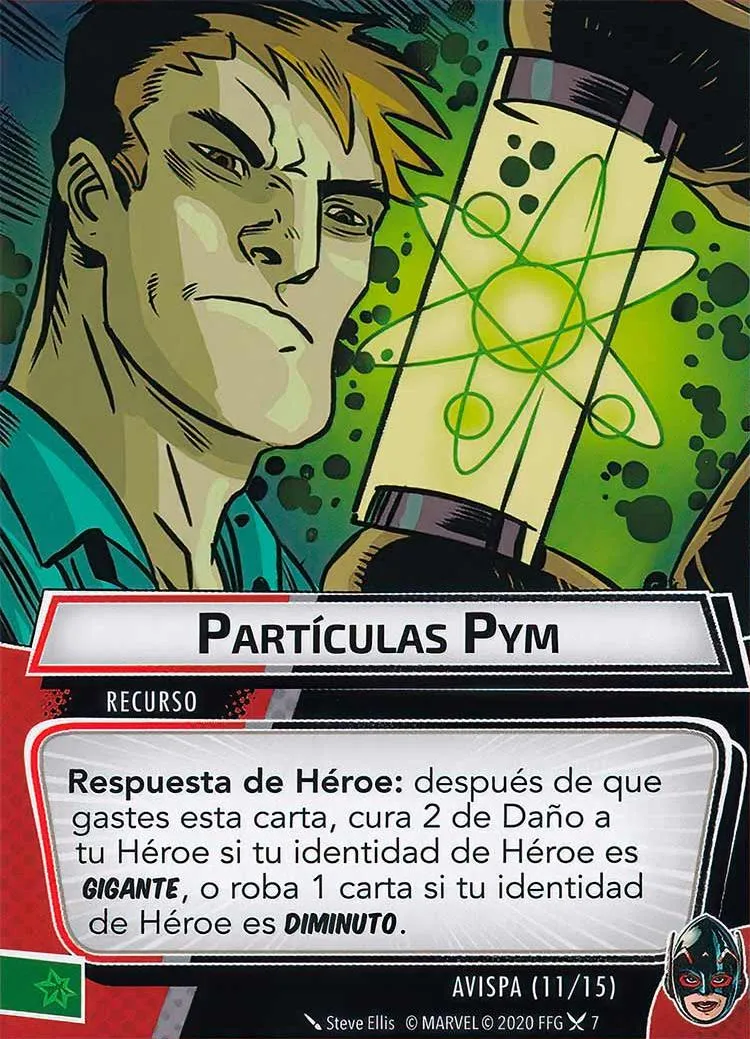 Partículas Pym
RECURSO
Respuesta de Héroe: después de que
gastes esta carta, cura 2 de Daño a
tu Héroe si tu identidad de Héroe es
GIGANTE, o roba 1 carta si tu identidad
de Héroe es DIMINUTO.
AVISPA (11/15)
Steve Ellis © MARVEL © 2020 FFG 7